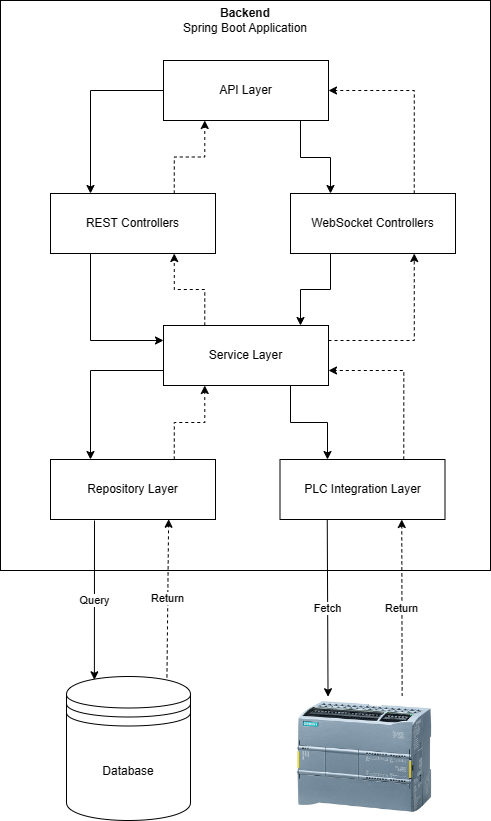 Backend
Spring Boot Application
API Layer
REST Controllers
WebSocket Controllers
Service Layer
Repository Layer
PLC Integration Layer
Query
Return
Fetch
Return
Database
SIEMENS